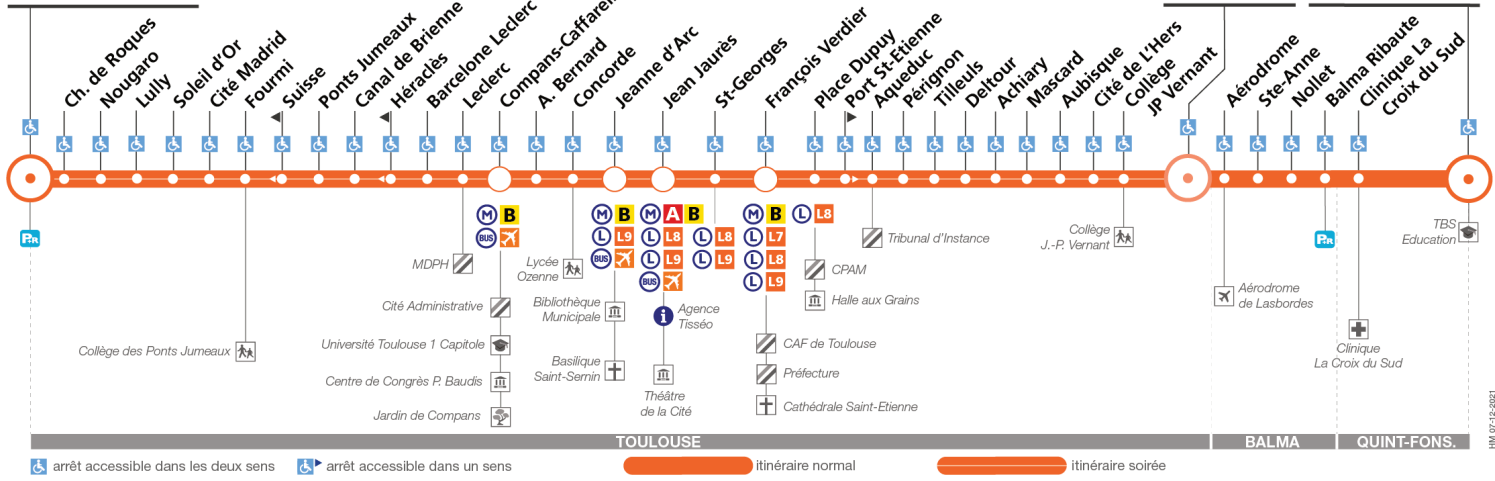 Ch. de Roques
Nougaro
Lully
Soleil d'Or
Cité Madrid
Fourmi
Suisse
Ponts Jumeaux
Canal de Brienne
Héraclès
Barcelone Leclerc
Leclerc
Compans-Caffarel
A. Bernard
Concorde
Jeanne d'Arc
Jean Jaurès
St-Georges
François Verdier
Place Dupuy
Port St-Etienne
Aqueduc
Pérignon
Tilleuls
Deltour
Achiary
Mascard
Aubisque
Cité de L'Hers
Collège
JP Vernant
Aérodrome
Ste-Anne
Nollet
Balma Ribaute
Clinique La
Croix du Sud
P+R
MDPH
Collège des Ponts Jumeaux
M B
BUS
Cité Administrative
Université Toulouse 1 Capitole
Centre de Congrès P. Baudis
Jardin de Compans
Lycée
Ozenne
M B
L L9
BUS
Bibliothèque
Municipale
Basilique
Saint-Sernin
M A B
L L8
L L9
BUS
i Agence
Tisséo
Théâtre
de la Cité
L L8
L L9
M B
L L7
L L8
L L9
CAF de Toulouse
Préfecture
Cathédrale Saint-Etienne
L L8
CPAM
Halle aux Grains
Tribunal d'Instance
Collège
J.-P. Vernant
Aérodrome
de Lasbordes
P+R
Clinique
La Croix du Sud
TBS
Education
HM 07-12-2021
TOULOUSE
BALMA
QUINT-FONS.
arrêt accessible dans les deux sens
arrêt accessible dans un sens
itinéraire normal
itinéraire soirée